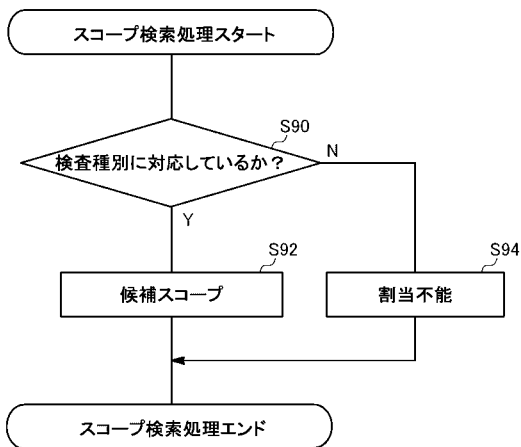 スコープ検索処理スタート
S90
検査種別に対応しているか？
N
Y
S92
S94
候補スコープ
割当不能
スコープ検索処理エンド